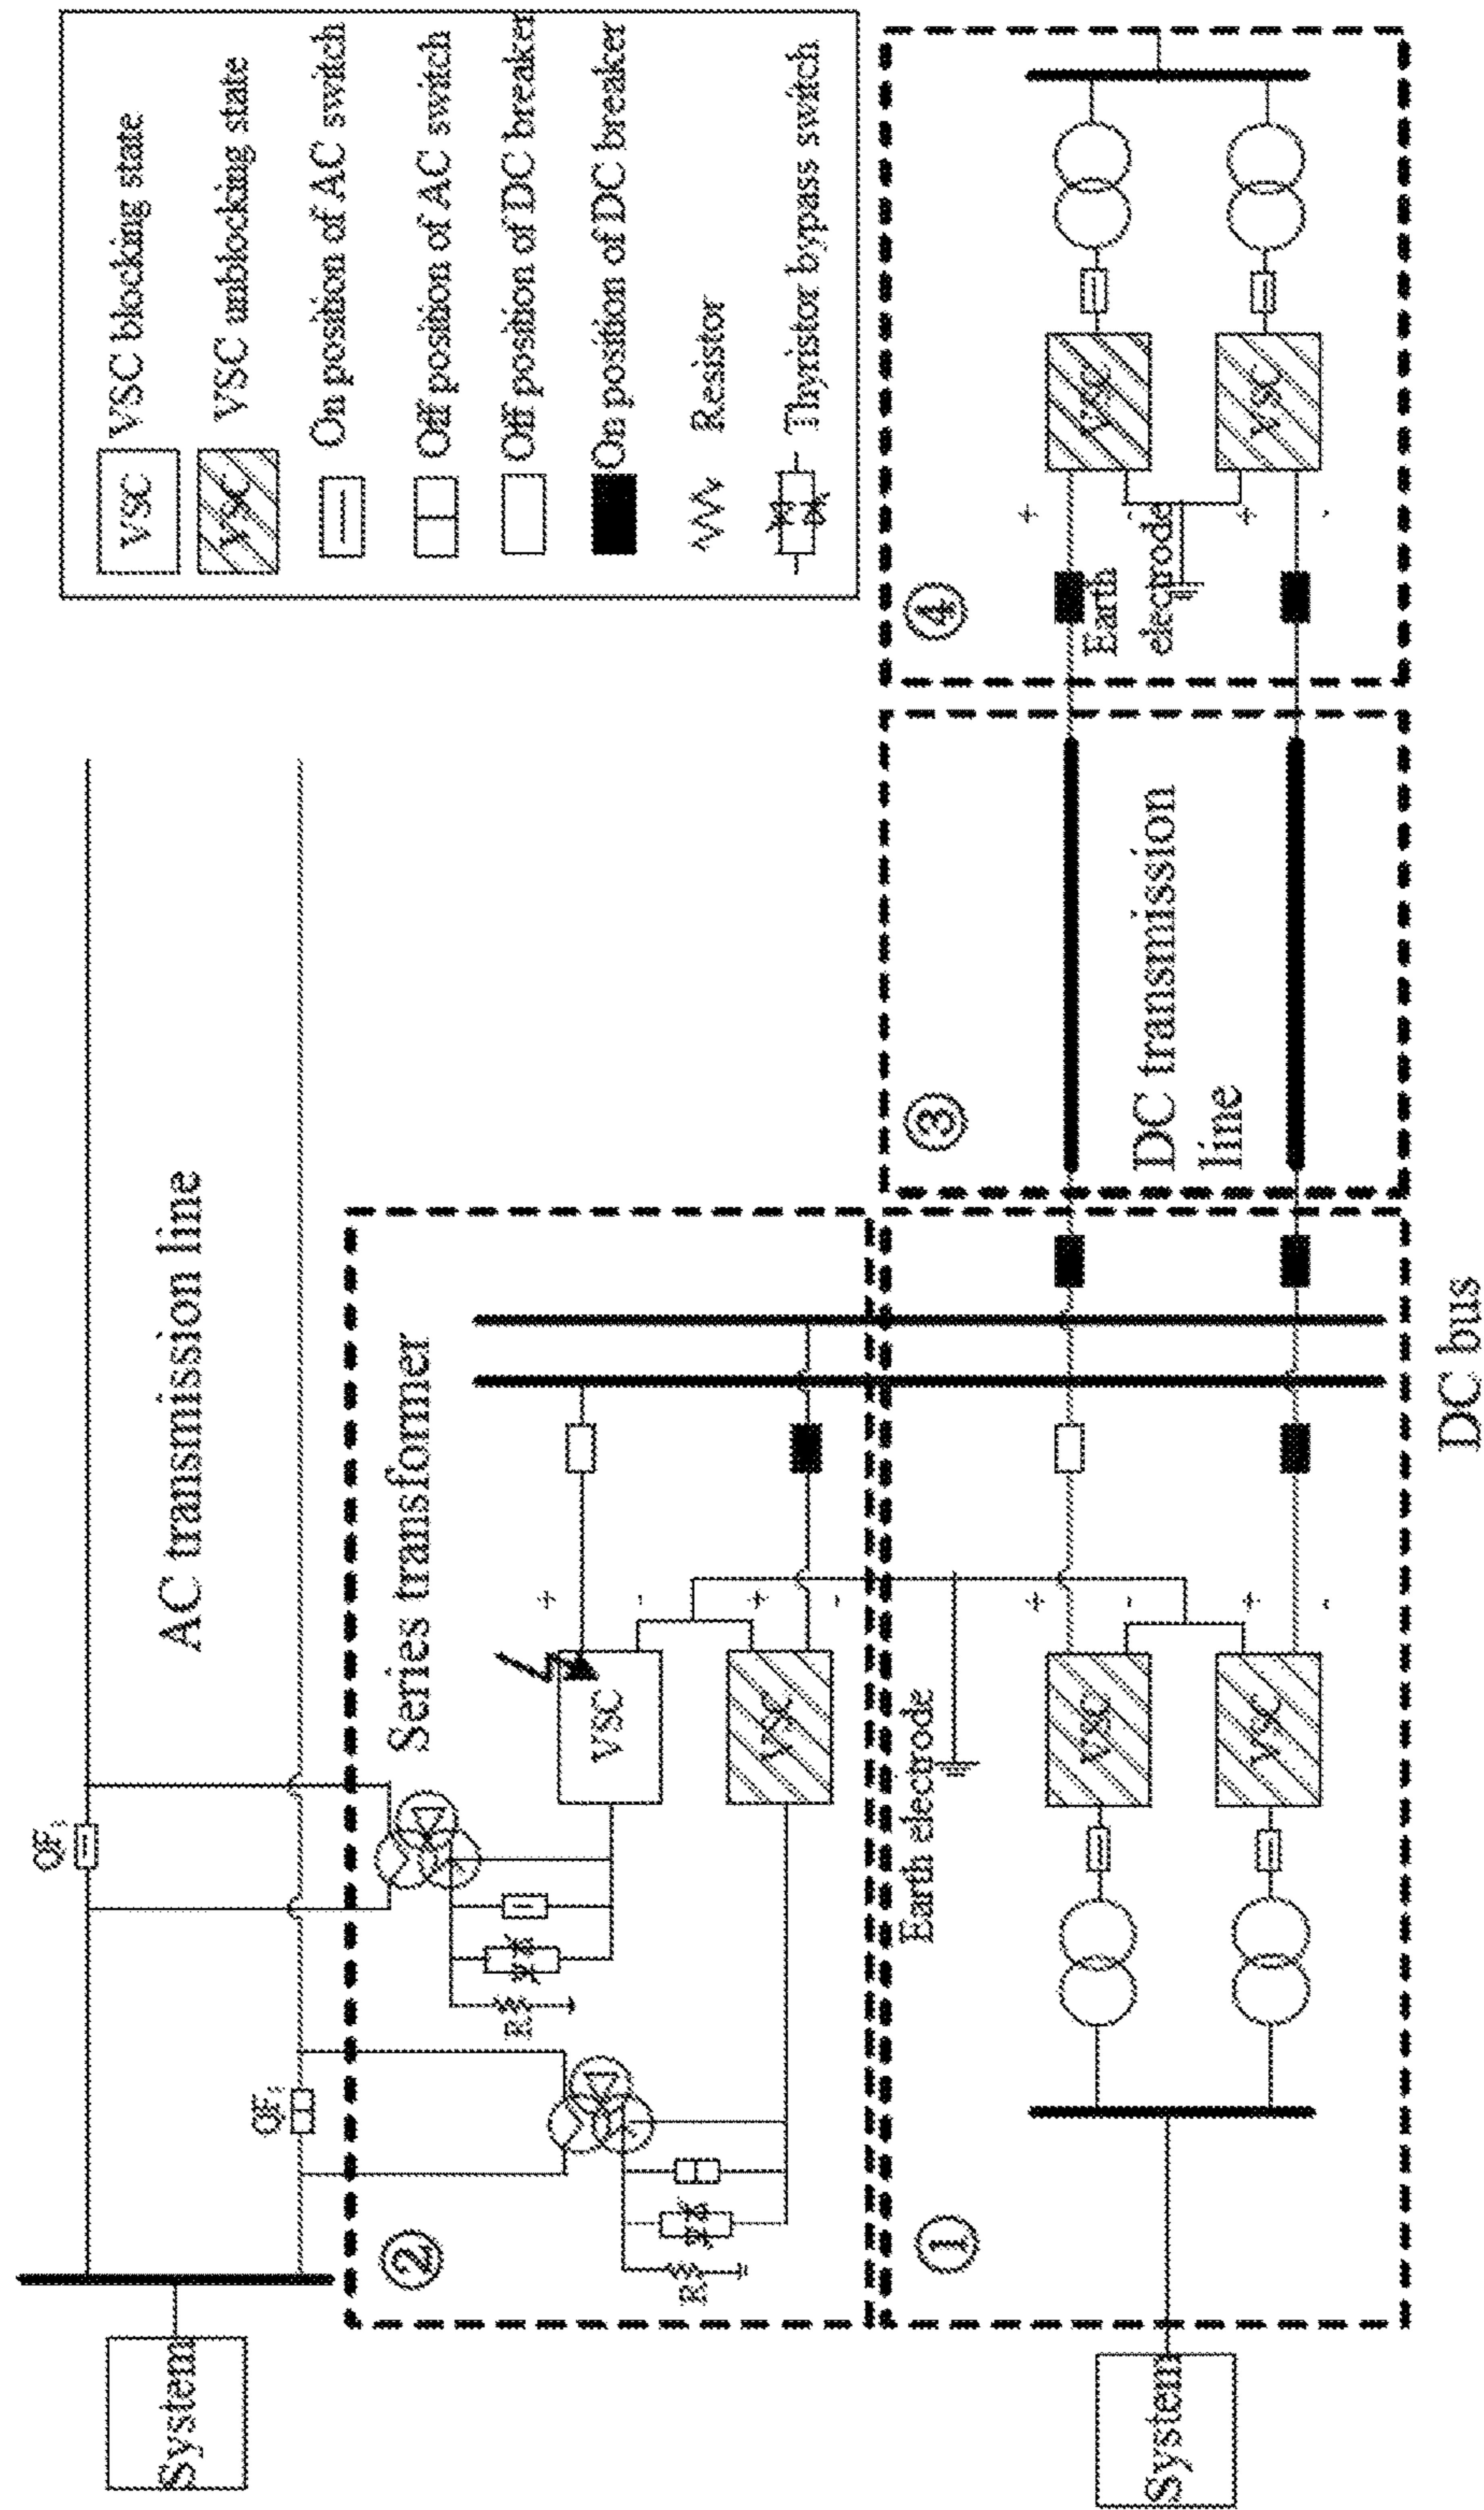 System
AC transmission line
QF1
QF1
VSC
VSC blocking state
VSC
VSC unblocking state
On position of AC switch
Off position of AC switch
Off position of DC breaker
On position of DC breaker
Resistor
Thyristor bypass switch
②
Series transformer
R
R
VSC
+
-
VSC
+
-
①
Earth electrode
System
VSC
+
-
VSC
+
-
DC bus
③
DC transmission
line
④
Earth
electrode
+
-
VSC
+
-
VSC